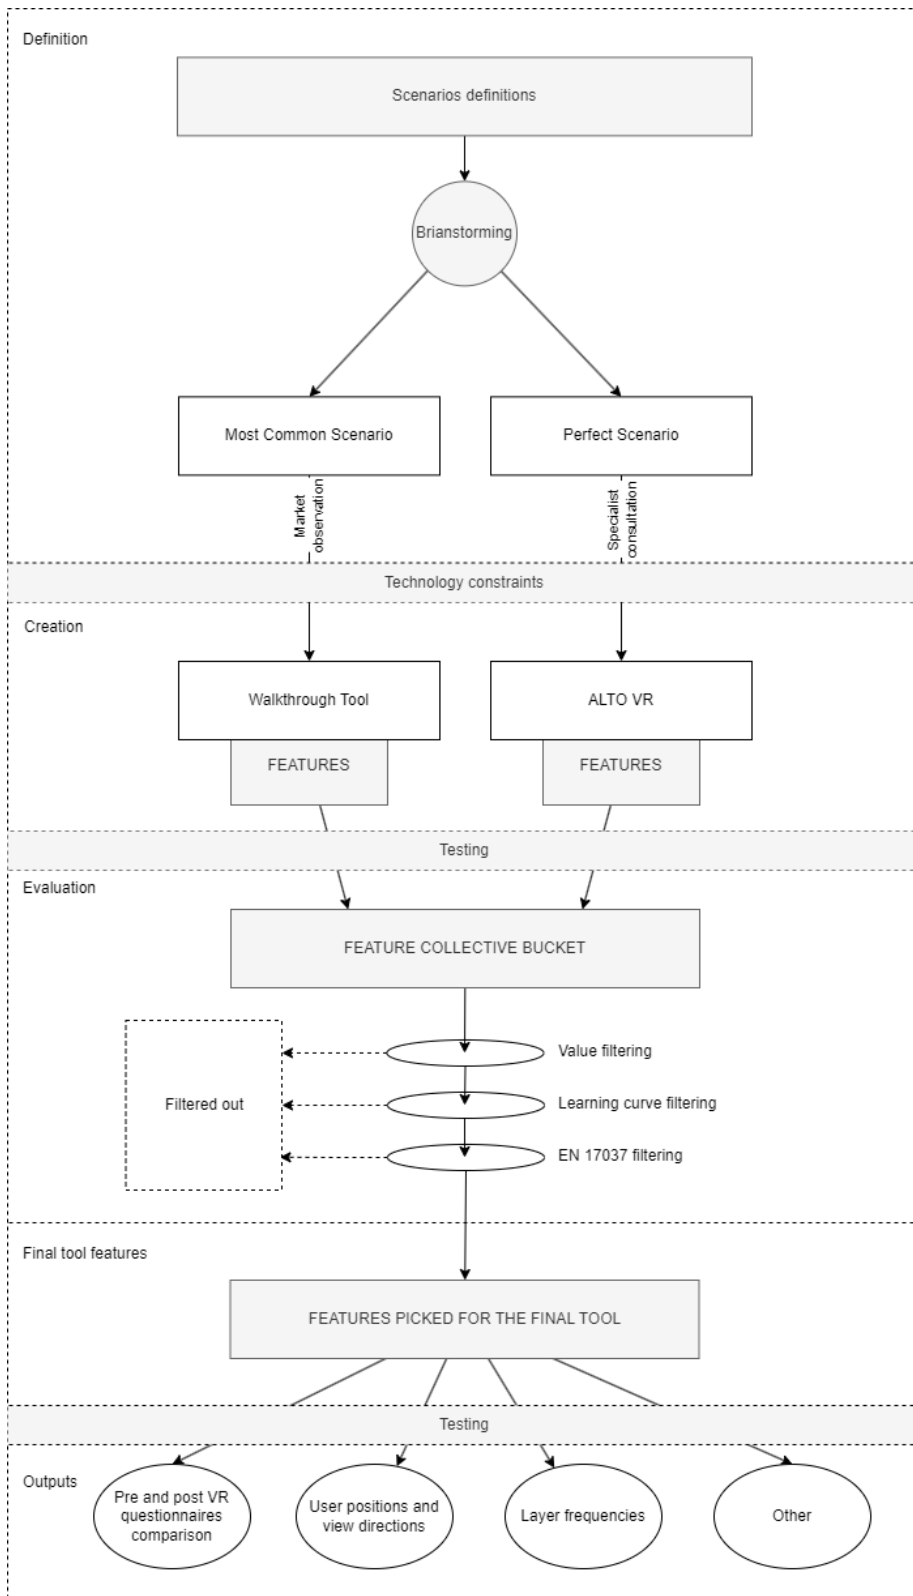 Definition
Scenarios definitions
Brianstorming
Most Common Scenario
Perfect Scenario
Market
observation
Specialist
consultation
Technology constraints
Creation
Walkthrough Tool
ALTO VR
FEATURES
FEATURES
Testing
Evaluation
FEATURE COLLECTIVE BUCKET
Value filtering
Filtered out
Learning curve filtering
EN 17037 filtering
Final tool features
FEATURES PICKED FOR THE FINAL TOOL
Testing
Outputs
Pre and post VR
questionnaires
comparison
User positions and
view directions
Layer frequencies
Other